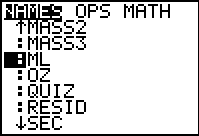 NAMES OPS MATH
↑MASS2
:MASS3
:ML
:OZ
:QUIZ
:RESID
↓SEC